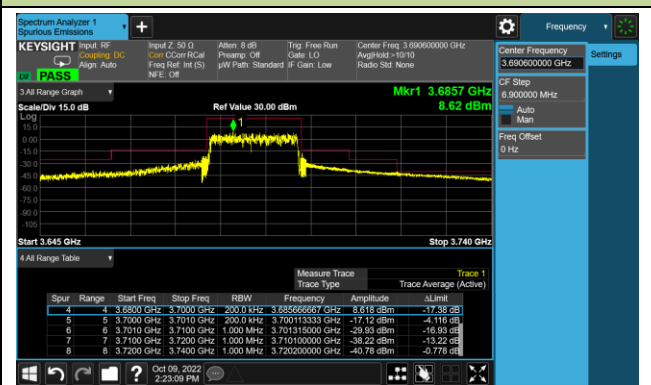 Spectrum Analyzer 1
Spurious Emissions
Frequency
KEYSIGHT
Input: RF
Coupling: DC
Align: Auto
Input Z: 50 Ω
Corr CCorr RCal
Freq Ref: Int (S)
NFE: Off
Atten: 8 dB
Preamp: Off
µW Path: Standard
Trig: Free Run
Gate: LO
IF Gain: Low
Center Freq: 3.690600000 GHz
Avg|Hold:>10/10
Radio Std: None
PASS
Center Frequency
3.690600000 GHz
Settings
CF Step
6.900000 MHz
Auto
Man
Freq Offset
0 Hz
3 All Range Graph
Mkr1 3.6857 GHz
Scale/Div 15.0 dB
Ref Value 30.00 dBm
8.62 dBm
Log
1
15.0
0.00
-15.0
-30.0
-45.0
-60.0
-75.0
-90.0
-105
Start 3.645 GHz
Stop 3.740 GHz
4 All Range Table
Measure Trace Trace 1
Trace Type Trace Average (Active)
Spur Range Start Freq Stop Freq RBW Frequency Amplitude ΔLimit
4 4 3.6800 GHz 3.7000 GHz 200.0 kHz 3.685666667 GHz 8.618 dBm -17.38 dB
5 5 3.7000 GHz 3.7010 GHz 200.0 kHz 3.700113333 GHz -17.12 dBm -4.116 dB
6 6 3.7010 GHz 3.7100 GHz 1.000 MHz 3.701315000 GHz -29.93 dBm -16.93 dB
7 7 3.7100 GHz 3.7200 GHz 1.000 MHz 3.710100000 GHz -38.22 dBm -13.22 dB
8 8 3.7200 GHz 3.7400 GHz 1.000 MHz 3.720200000 GHz -40.78 dBm -0.778 dB
Oct 09, 2022
2:23:09 PM